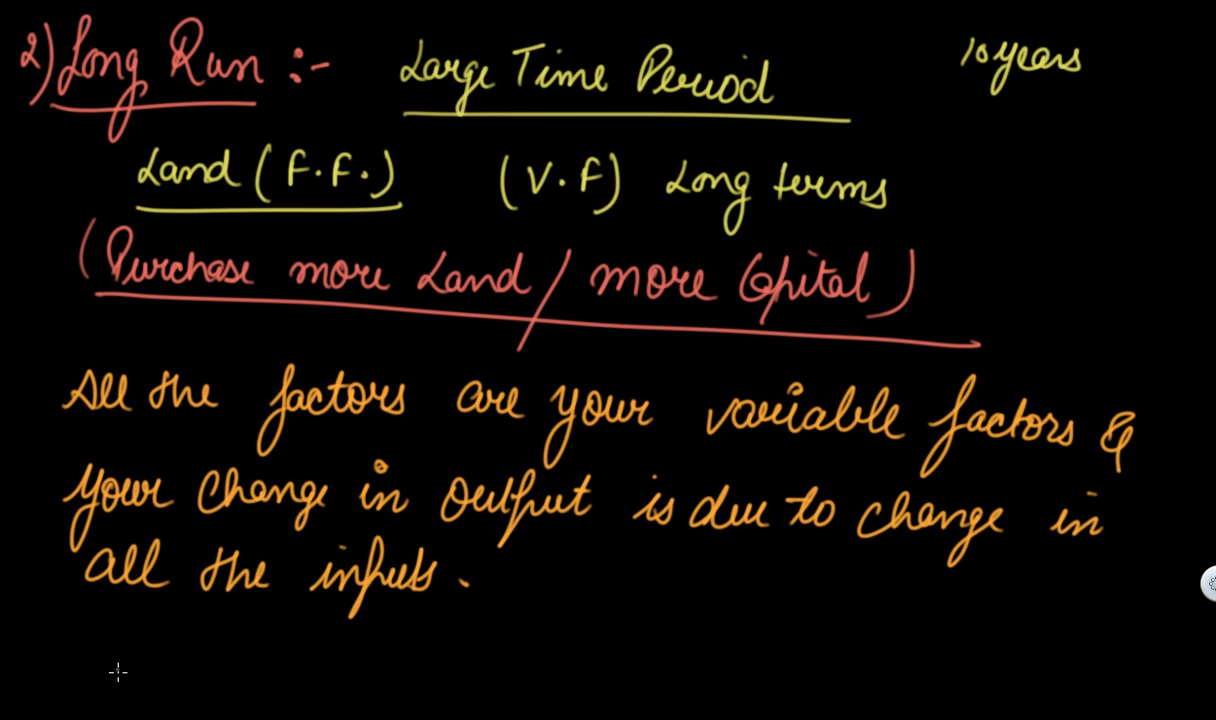 2) Long Run :- Large Time Period 10 years
Land (F.F.) (V.F) Long terms
(Purchase more Land / more Capital)
All the factors are your variable factors &
your change in output is due to change in
all the inputs.